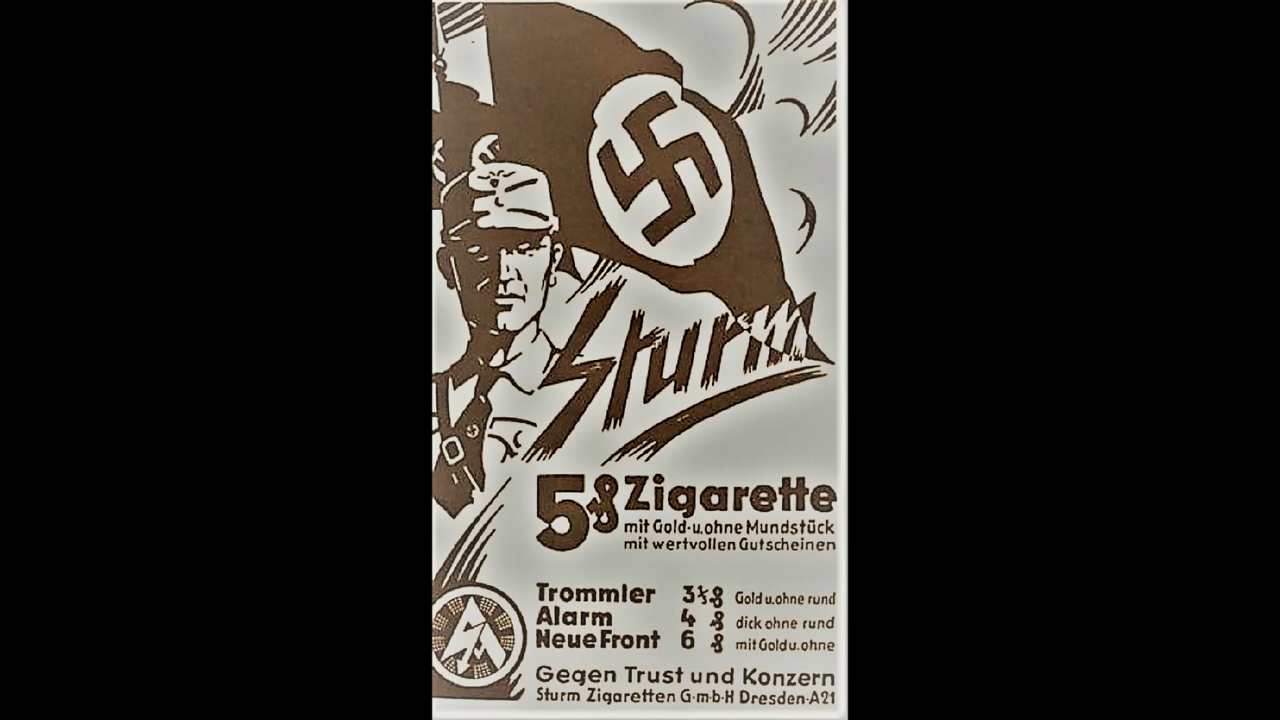 Sturm
5 ₰ Zigarette
mit Gold-u.ohne Mundstück
mit wertvollen Gutscheinen
Trommler 3⅓ ₰ Gold u.ohne rund
Alarm 4 ₰ dick ohne rund
Neue Front 6 ₰ mit Gold u. ohne
SA
Gegen Trust und Konzern
Sturm Zigaretten G·m·b·H Dresden-A21